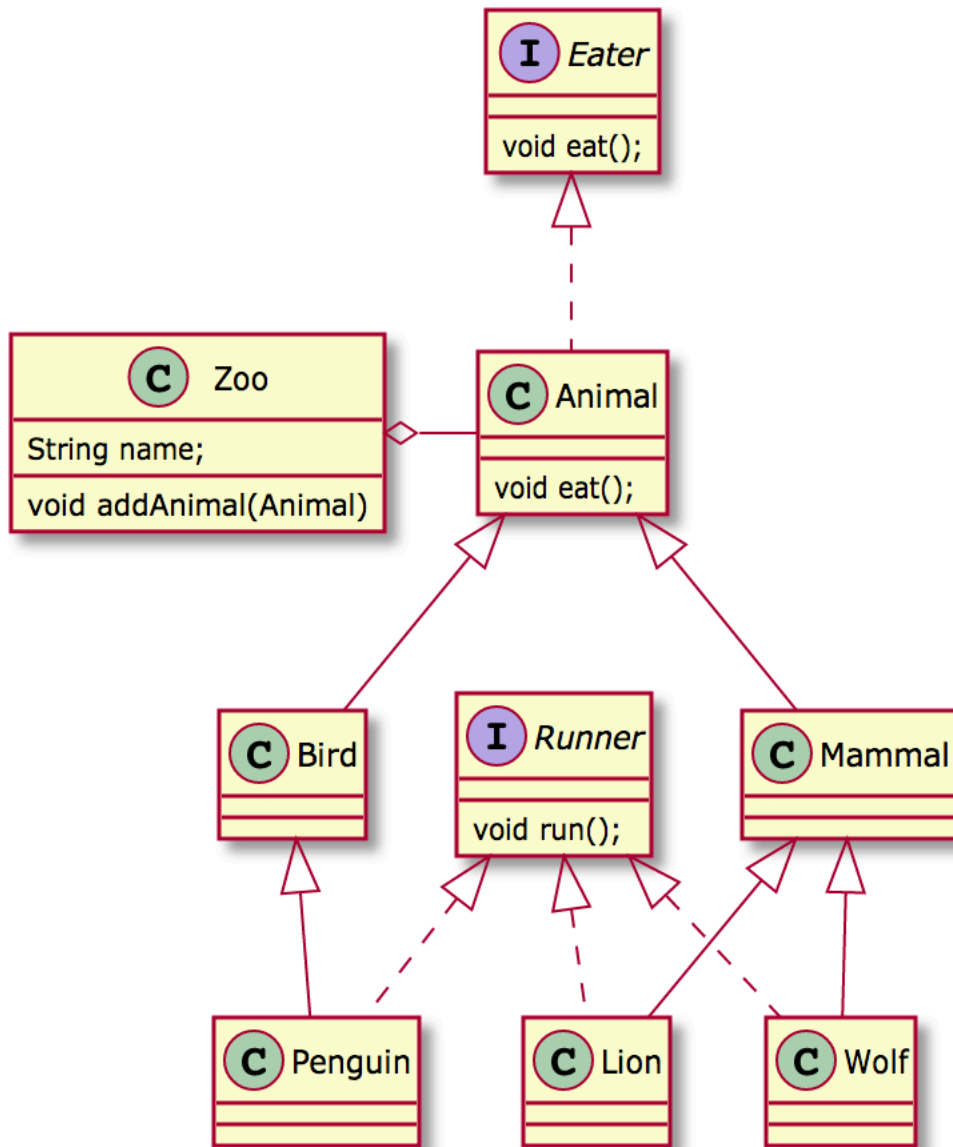 I Eater
void eat();
C Zoo
String name;
void addAnimal(Animal)
C Animal
void eat();
C Bird
I Runner
void run();
C Mammal
C Penguin
C Lion
C Wolf